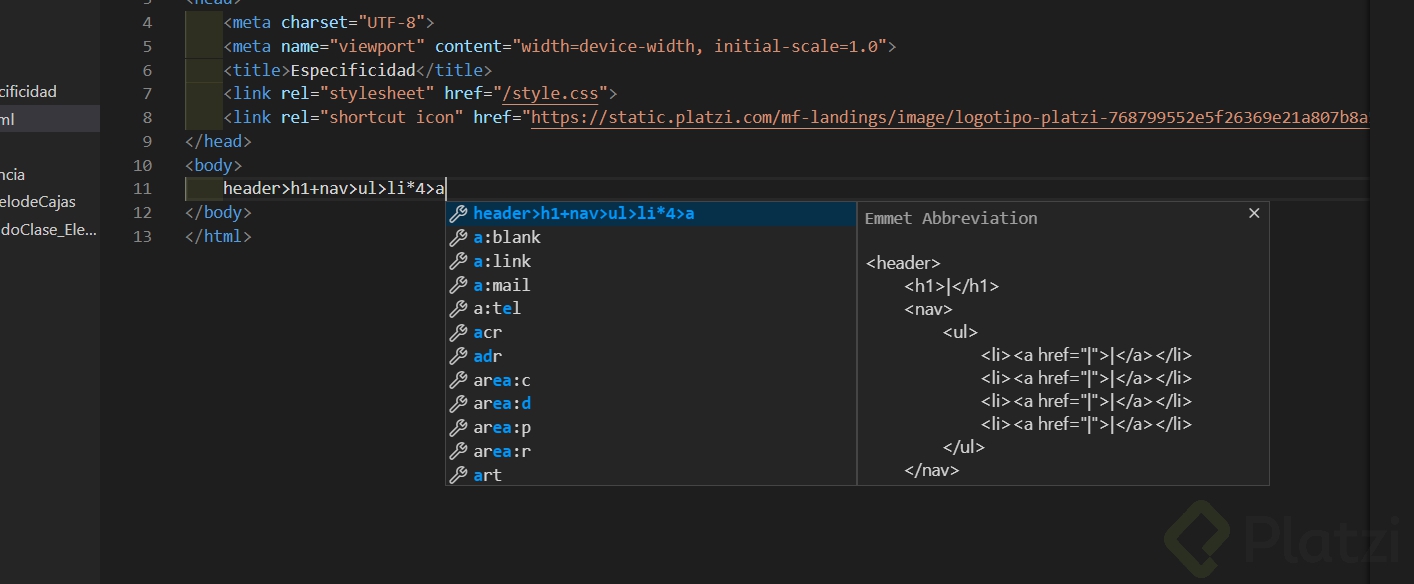 3 <head>
4 <meta charset="UTF-8">
5 <meta name="viewport" content="width=device-width, initial-scale=1.0">
6 <title>Especificidad</title>
7 <link rel="stylesheet" href="/style.css">
8 <link rel="shortcut icon" href="https://static.platzi.com/mf-landings/image/logotipo-platzi-768799552e5f26369e21a807b8a
9 </head>
10 <body>
11 header>h1+nav>ul>li*4>a
12 </body>
13 </html>
cificidad
ml
ncia
elodeCajas
doClase_Ele...
header>h1+nav>ul>li*4>a
a:blank
a:link
a:mail
a:tel
acr
adr
area:c
area:d
area:p
area:r
art
Emmet Abbreviation ×
<header>
<h1>|</h1>
<nav>
<ul>
<li><a href="|">|</a></li>
<li><a href="|">|</a></li>
<li><a href="|">|</a></li>
<li><a href="|">|</a></li>
</ul>
</nav>
Platzi